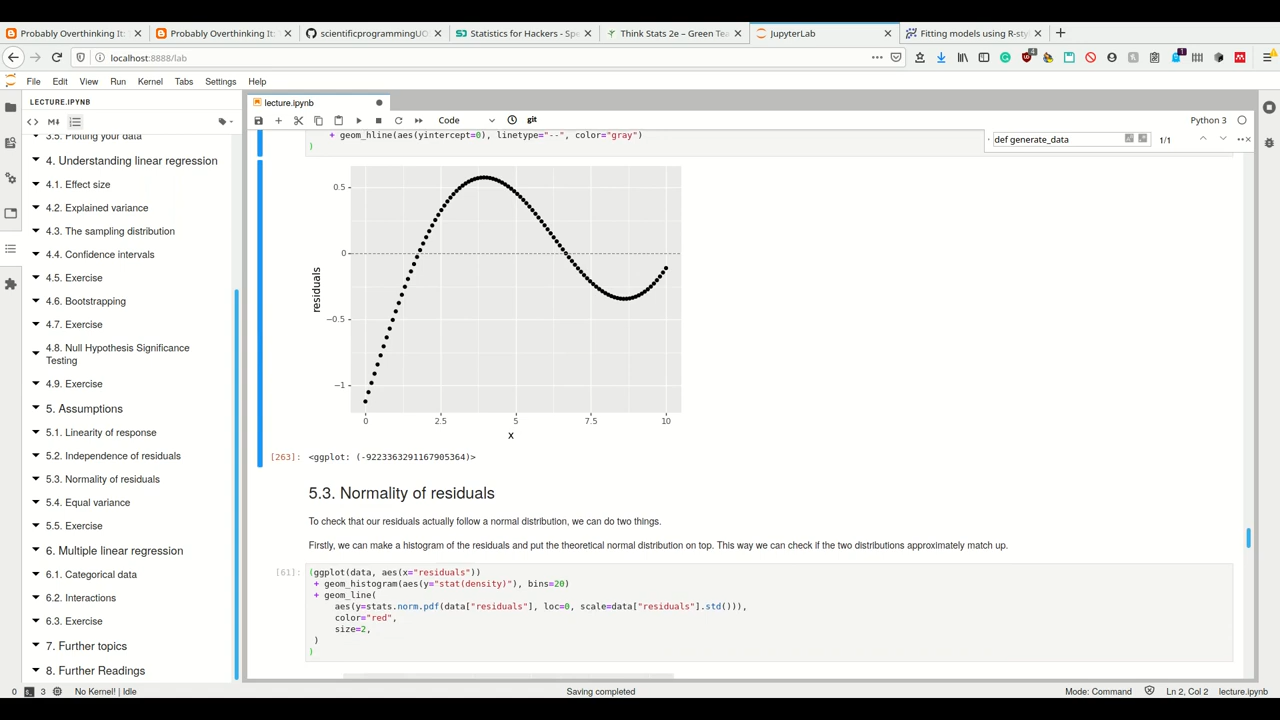 Probably Overthinking It:
Probably Overthinking It:
scientificprogrammingUO
Statistics for Hackers - Spe
Think Stats 2e – Green Tea
JupyterLab
Fitting models using R-sty
localhost:8888/lab
File Edit View Run Kernel Tabs Settings Help
LECTURE.IPYNB
lecture.ipynb
Code
git
Python 3
def generate_data
1/1
3.5. Plotting your data
4. Understanding linear regression
4.1. Effect size
4.2. Explained variance
4.3. The sampling distribution
4.4. Confidence intervals
4.5. Exercise
4.6. Bootstrapping
4.7. Exercise
4.8. Null Hypothesis Significance
Testing
4.9. Exercise
5. Assumptions
5.1. Linearity of response
5.2. Independence of residuals
5.3. Normality of residuals
5.4. Equal variance
5.5. Exercise
6. Multiple linear regression
6.1. Categorical data
6.2. Interactions
6.3. Exercise
7. Further topics
8. Further Readings
+ geom_hline(aes(yintercept=0), linetype="--", color="gray")
)
0.5
0
−0.5
−1
residuals
0 2.5 5 7.5 10
x
[263]: <ggplot: (-9223363291167905364)>
5.3. Normality of residuals
To check that our residuals actually follow a normal distribution, we can do two things.
Firstly, we can make a histogram of the residuals and put the theoretical normal distribution on top. This way we can check if the two distributions approximately match up.
[61]: (ggplot(data, aes(x="residuals"))
+ geom_histogram(aes(y="stat(density)"), bins=20)
+ geom_line(
aes(y=stats.norm.pdf(data["residuals"], loc=0, scale=data["residuals"].std())),
color="red",
size=2,
)
)
0 3 No Kernel! | Idle
Saving completed
Mode: Command
Ln 2, Col 2
lecture.ipynb